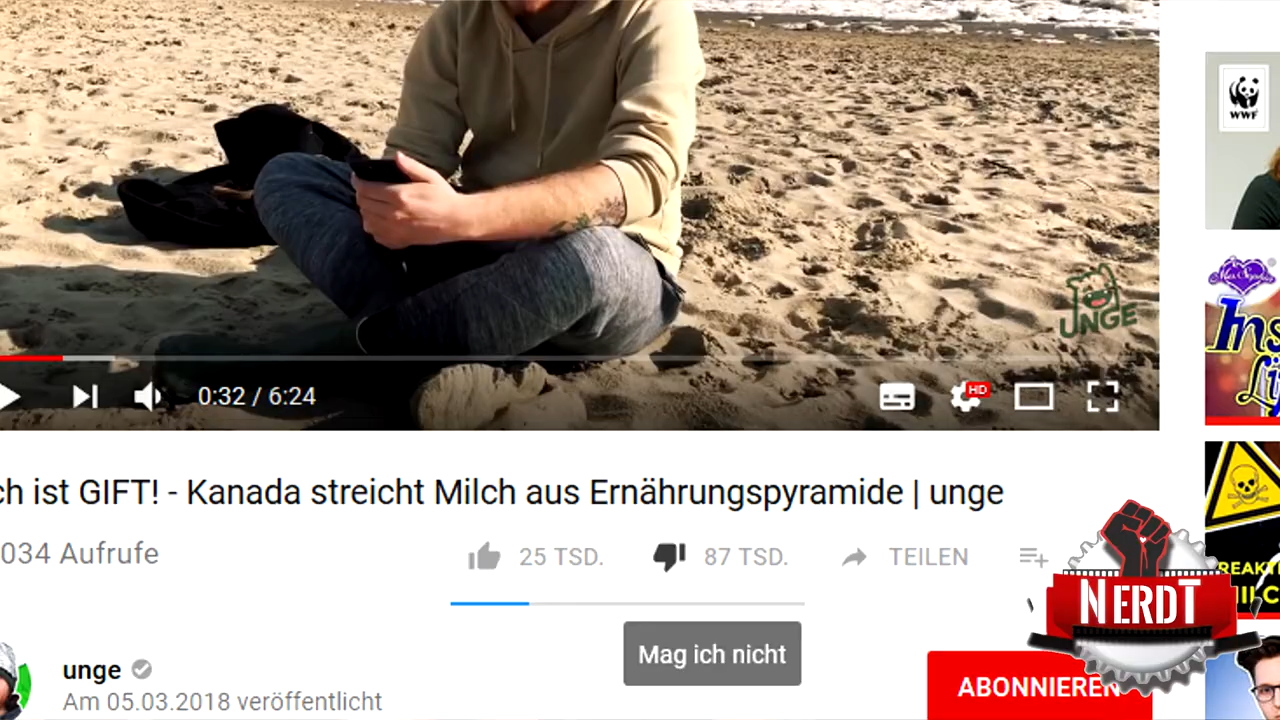 WWF
UNGE
0:32 / 6:24
HD
ch ist GIFT! - Kanada streicht Milch aus Ernährungspyramide | unge
034 Aufrufe
25 TSD.
87 TSD.
TEILEN
NERDT
Mag ich nicht
unge
Am 05.03.2018 veröffentlicht
ABONNIEREN